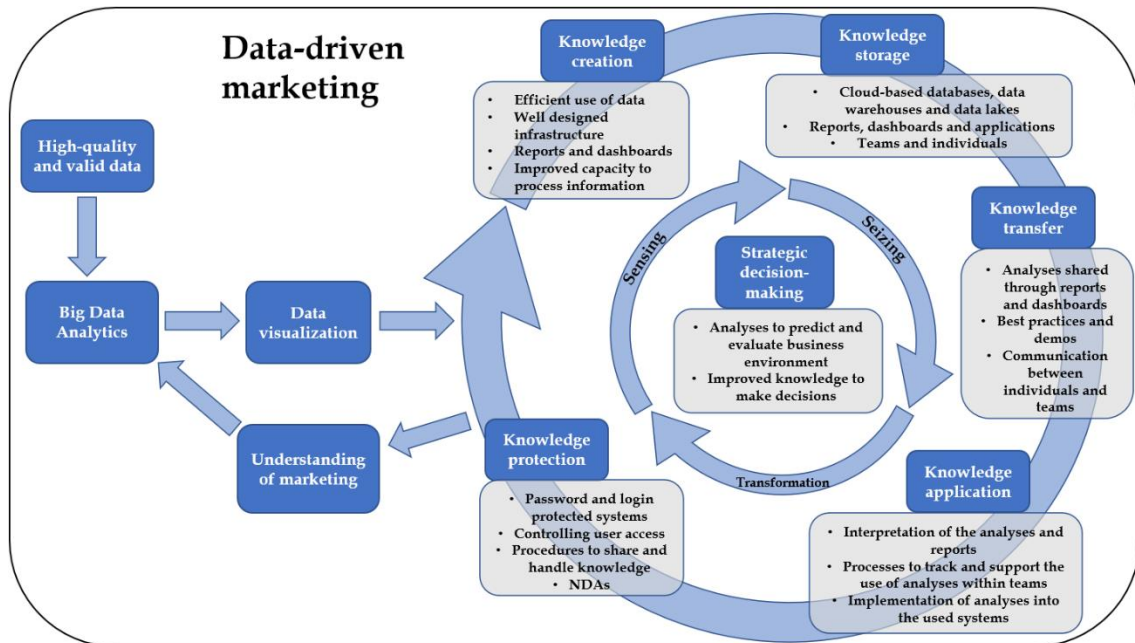 Data-driven
marketing
High-quality
and valid data
Big Data
Analytics
Data
visualization
Understanding
of marketing
Knowledge
creation
• Efficient use of data
• Well designed
infrastructure
• Reports and dashboards
• Improved capacity to
process information
Knowledge
storage
• Cloud-based databases, data
warehouses and data lakes
• Reports, dashboards and applications
• Teams and individuals
Knowledge
transfer
• Analyses shared
through reports
and dashboards
• Best practices and
demos
• Communication
between
individuals and
teams
Knowledge
application
• Interpretation of the analyses and
reports
• Processes to track and support the
use of analyses within teams
• Implementation of analyses into
the used systems
Knowledge
protection
• Password and login
protected systems
• Controlling user access
• Procedures to share and
handle knowledge
• NDAs
Sensing
Seizing
Transformation
Strategic
decision-
making
• Analyses to predict and
evaluate business
environment
• Improved knowledge to
make decisions